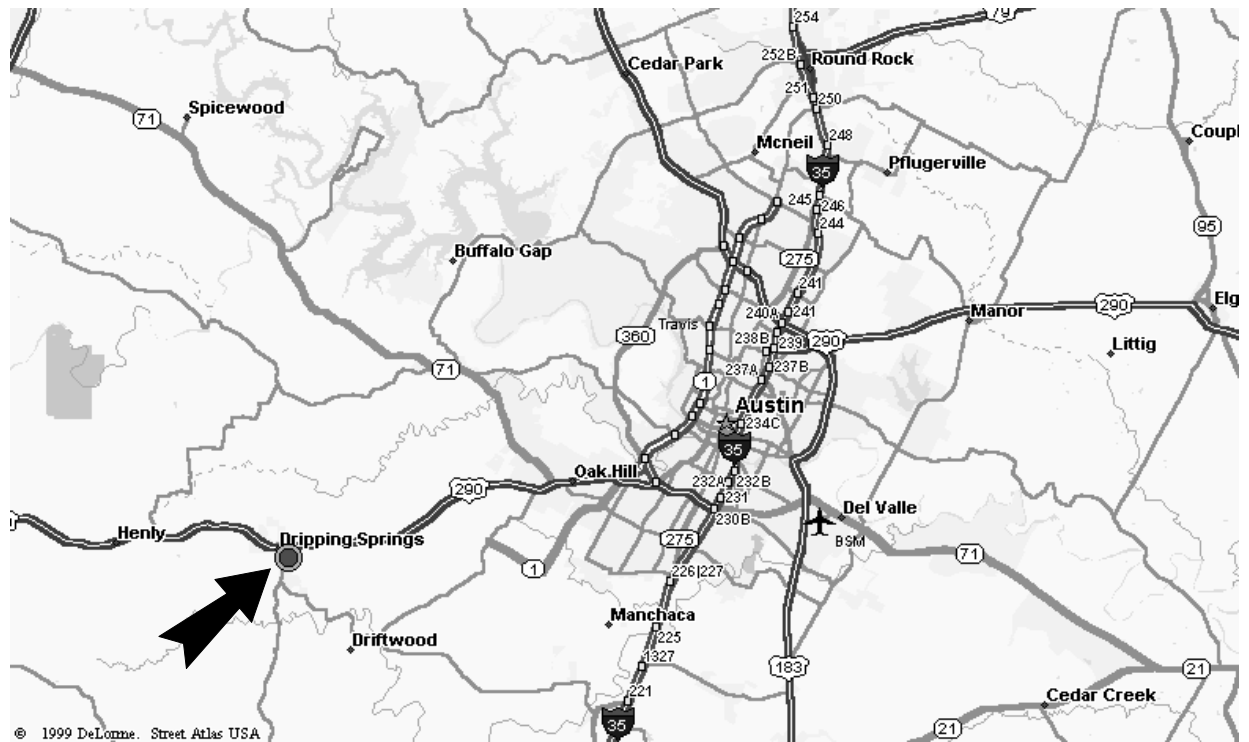 254
79
252B
Round Rock
Cedar Park
251
250
Spicewood
71
248
Mcneil
Coupl
35
Pflugerville
245
246
244
95
Buffalo Gap
275
241
290
Elg
240A
241
Manor
Travis
360
238B
239
290
Littig
237A
237B
71
1
Austin
234C
35
Oak Hill
232A
232B
290
231
230B
Del Valle
Henly
Dripping Springs
275
BSM
71
1
226|227
Manchaca
225
Driftwood
1327
183
21
221
Cedar Creek
35
21
© 1999 DeLorme. Street Atlas USA